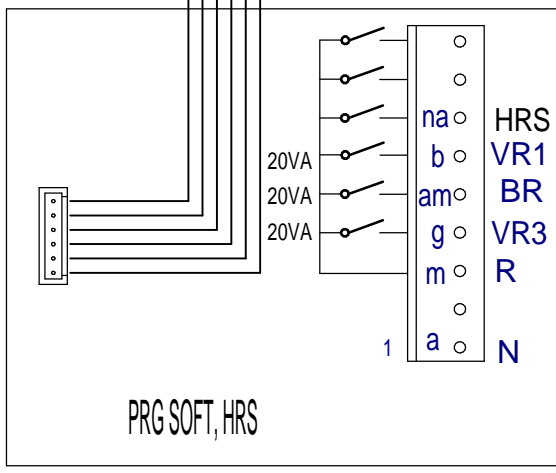 na HRS
20VA b VR1
20VA am BR
20VA g VR3
m R
1 a N
PRG SOFT, HRS